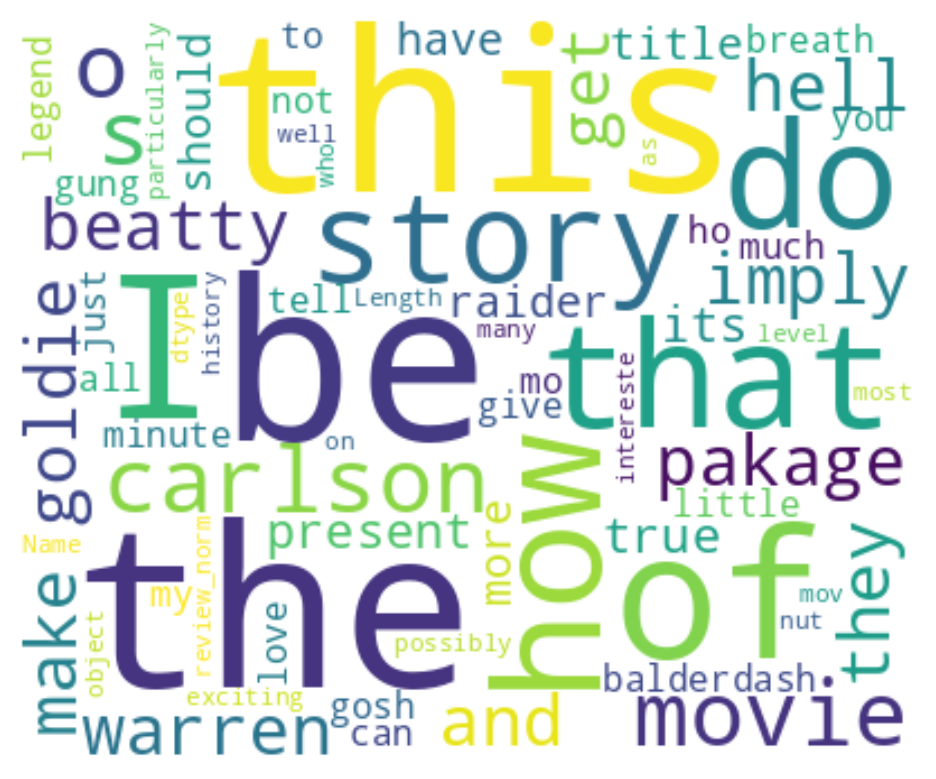 legend
o
particularly
should
this
to
have
get
title
breath
hell
you
s
not
well
who
as
do
gung
beatty
story
ho
much
imply
goldie
just
I
dtype
history
be
tell
Length
raider
many
that
its
level
all
mo
give
intereste
most
minute
on
carlson
how
pakage
little
Name
the
present
more
of
true
they
make
object
my
review_norm
love
possibly
mov
nut
exciting
balderdash
warren
gosh
can
and
movie